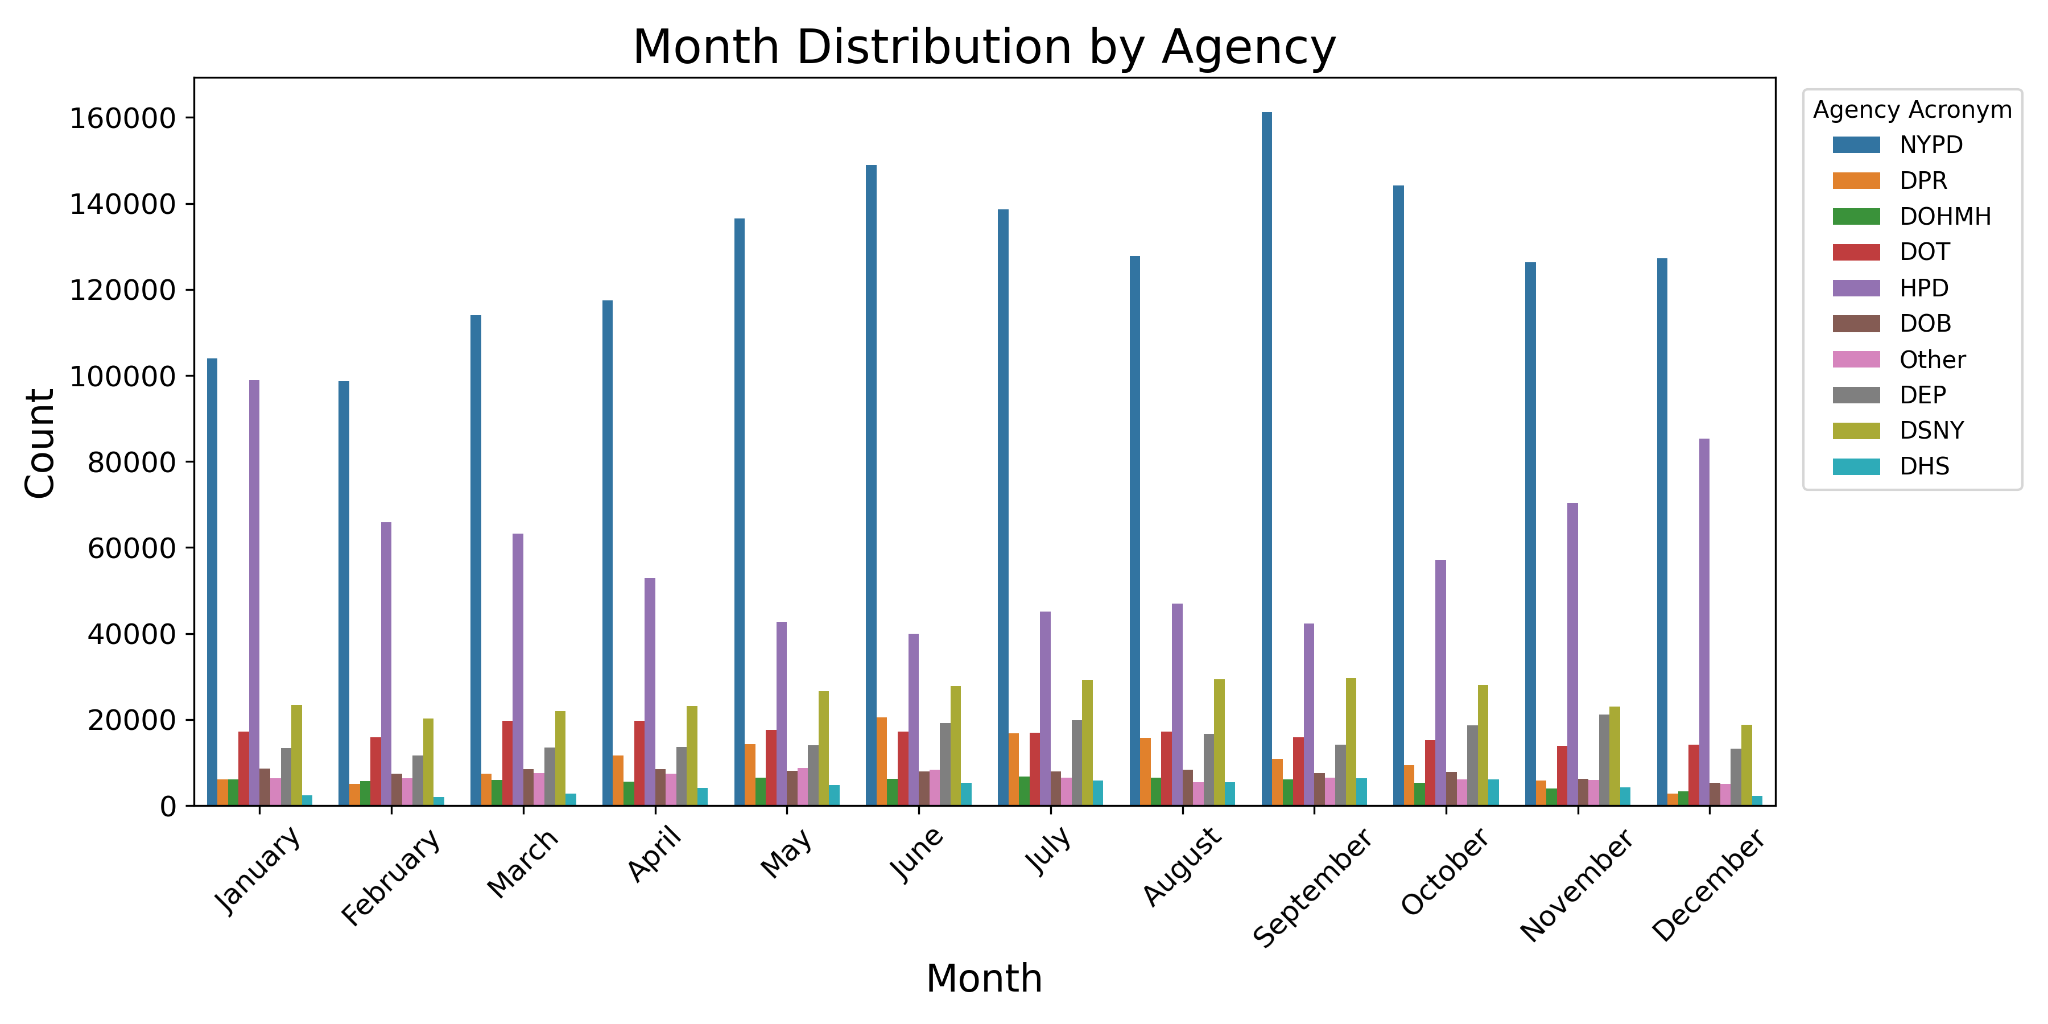 Month Distribution by Agency
160000
140000
120000
100000
80000
60000
40000
20000
0
Count
January
February
March
April
May
June
July
August
September
October
November
December
Month
Agency Acronym
NYPD
DPR
DOHMH
DOT
HPD
DOB
Other
DEP
DSNY
DHS